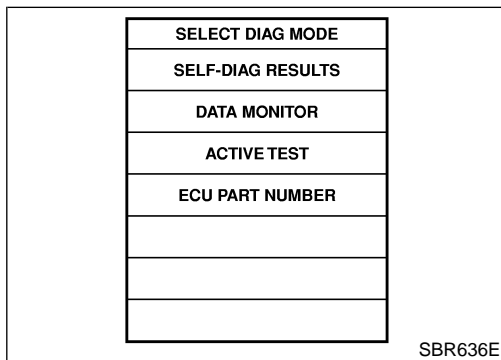 SELECT DIAG MODE
SELF-DIAG RESULTS
DATA MONITOR
ACTIVE TEST
ECU PART NUMBER
SBR636E